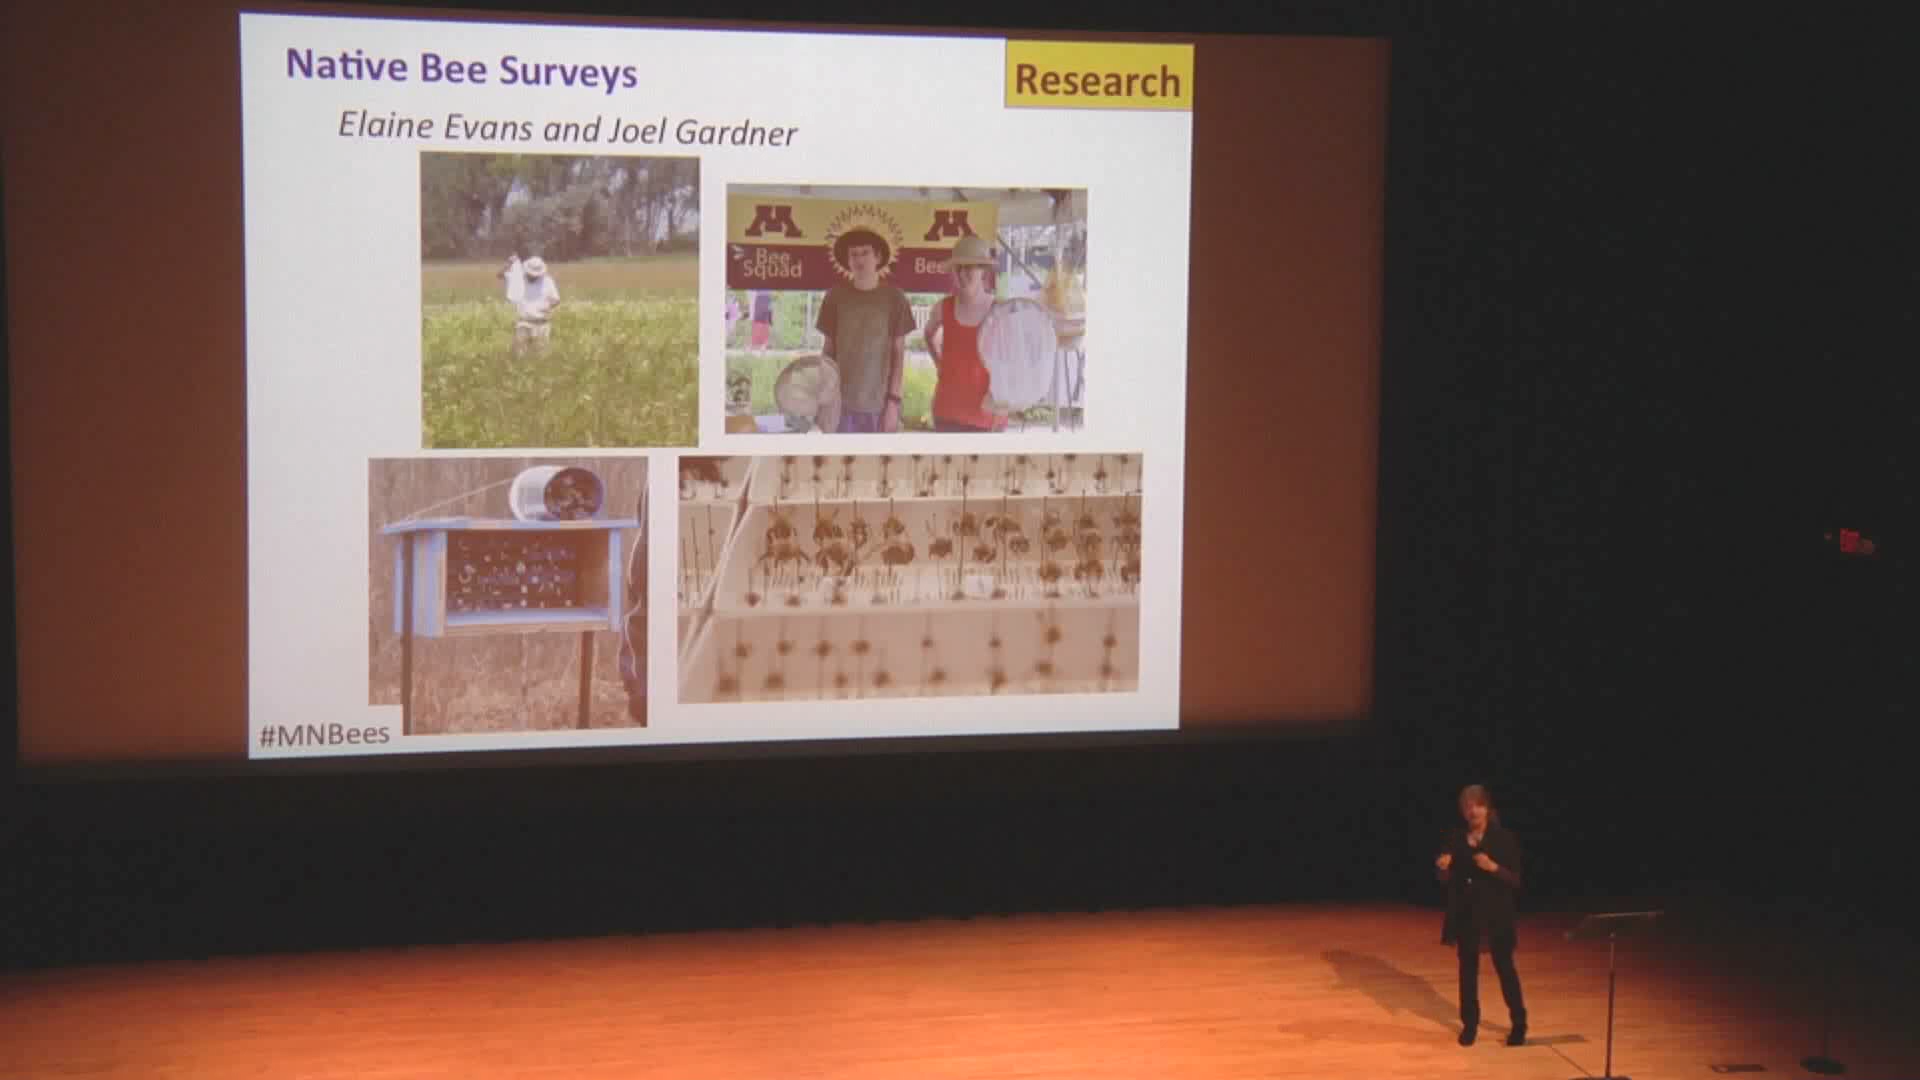 Native Bee Surveys
Research
Elaine Evans and Joel Gardner
M
M
Bee
Squad
Bee
#MNBees